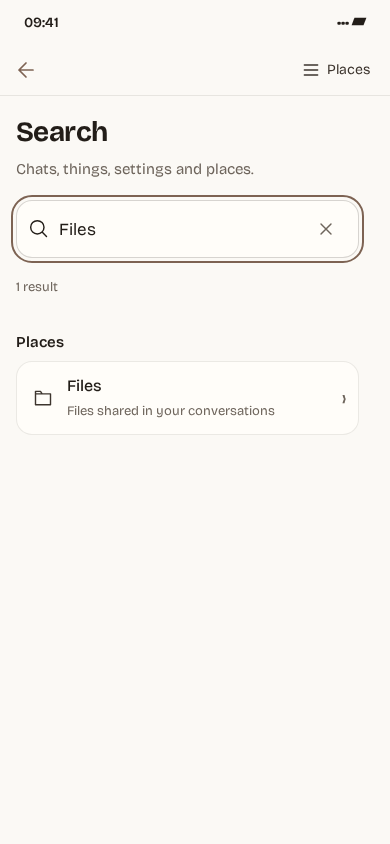 09:41
Places
Search
Chats, things, settings and places.
Files
1 result
Places
Files
Files shared in your conversations